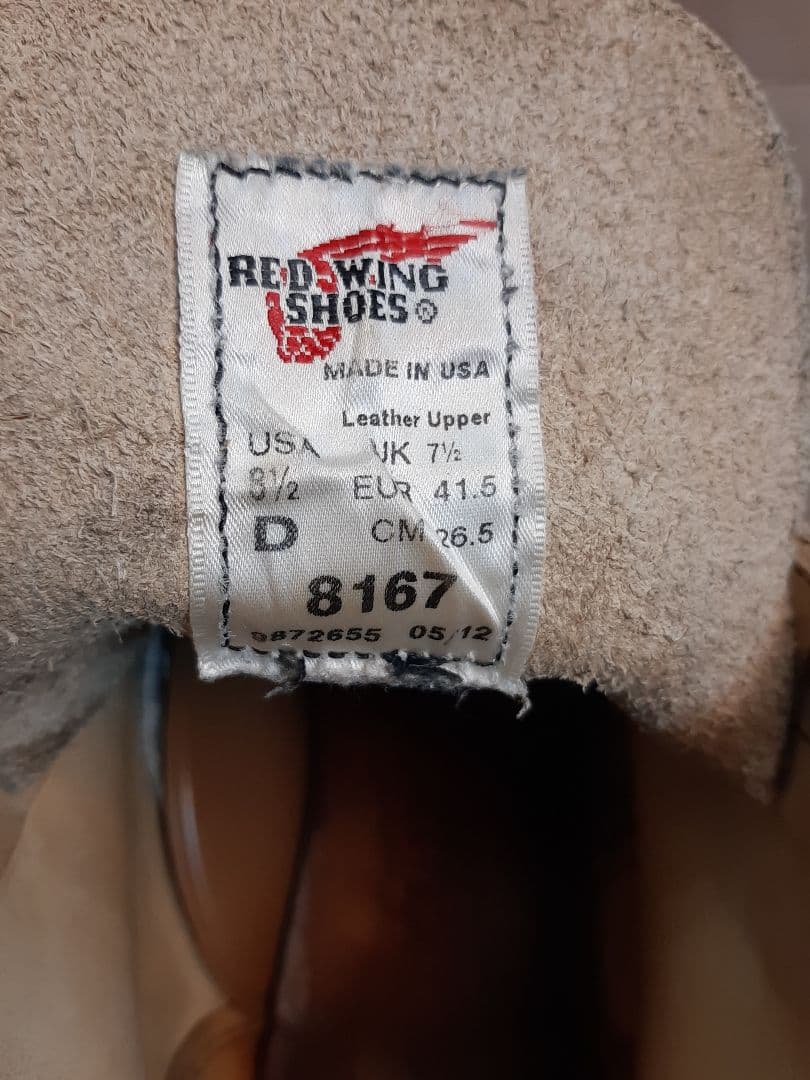 RED WING
SHOES®
MADE IN USA
Leather Upper
USA UK 7½
8½ EUR 41.5
D CM 26.5
8167
9872655 05/12